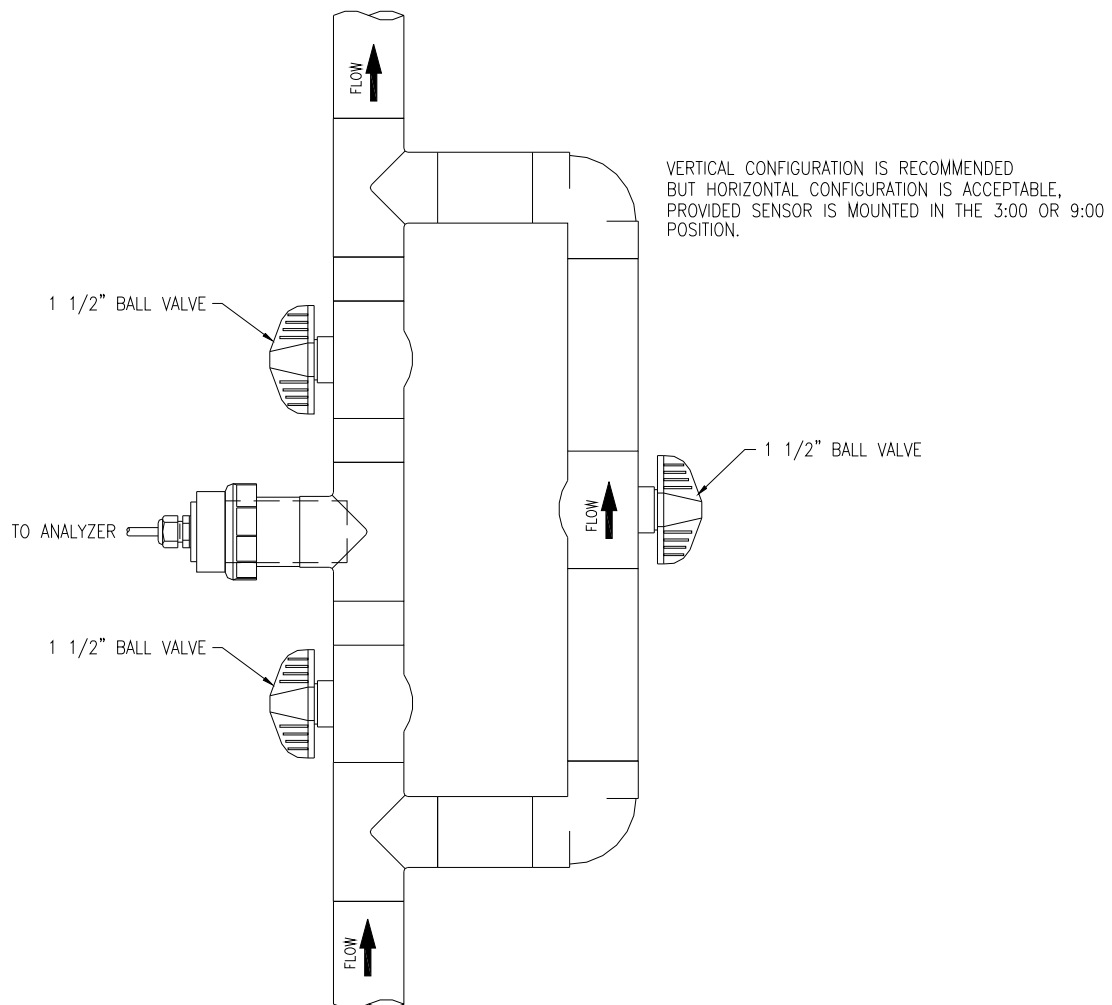 FLOW
VERTICAL CONFIGURATION IS RECOMMENDED
BUT HORIZONTAL CONFIGURATION IS ACCEPTABLE,
PROVIDED SENSOR IS MOUNTED IN THE 3:00 OR 9:00
POSITION.
1 1/2" BALL VALVE
1 1/2" BALL VALVE
FLOW
TO ANALYZER
1 1/2" BALL VALVE
FLOW